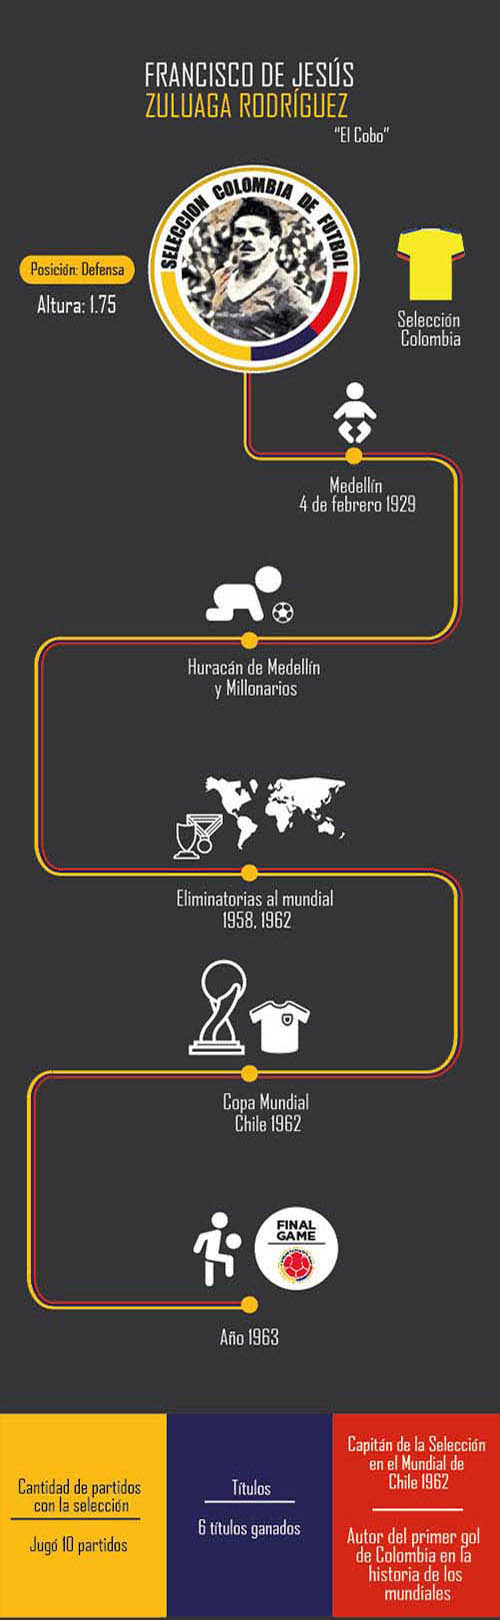 FRANCISCO DE JESÚS
ZULUAGA RODRÍGUEZ
"El Cobo"
SELECCION COLOMBIA DE FUTBOL
Posición: Defensa
Altura: 1.75
Selección
Colombia
Medellín
4 de febrero 1929
Huracán de Medellín
y Millonarios
Eliminatorias al mundial
1958, 1962
Copa Mundial
Chile 1962
FINAL
GAME
Año 1963
Cantidad de partidos
con la selección
Jugó 10 partidos
Títulos
6 títulos ganados
Capitán de la Selección
en el Mundial de
Chile 1962
Autor del primer gol
de Colombia en la
historia de los
mundiales